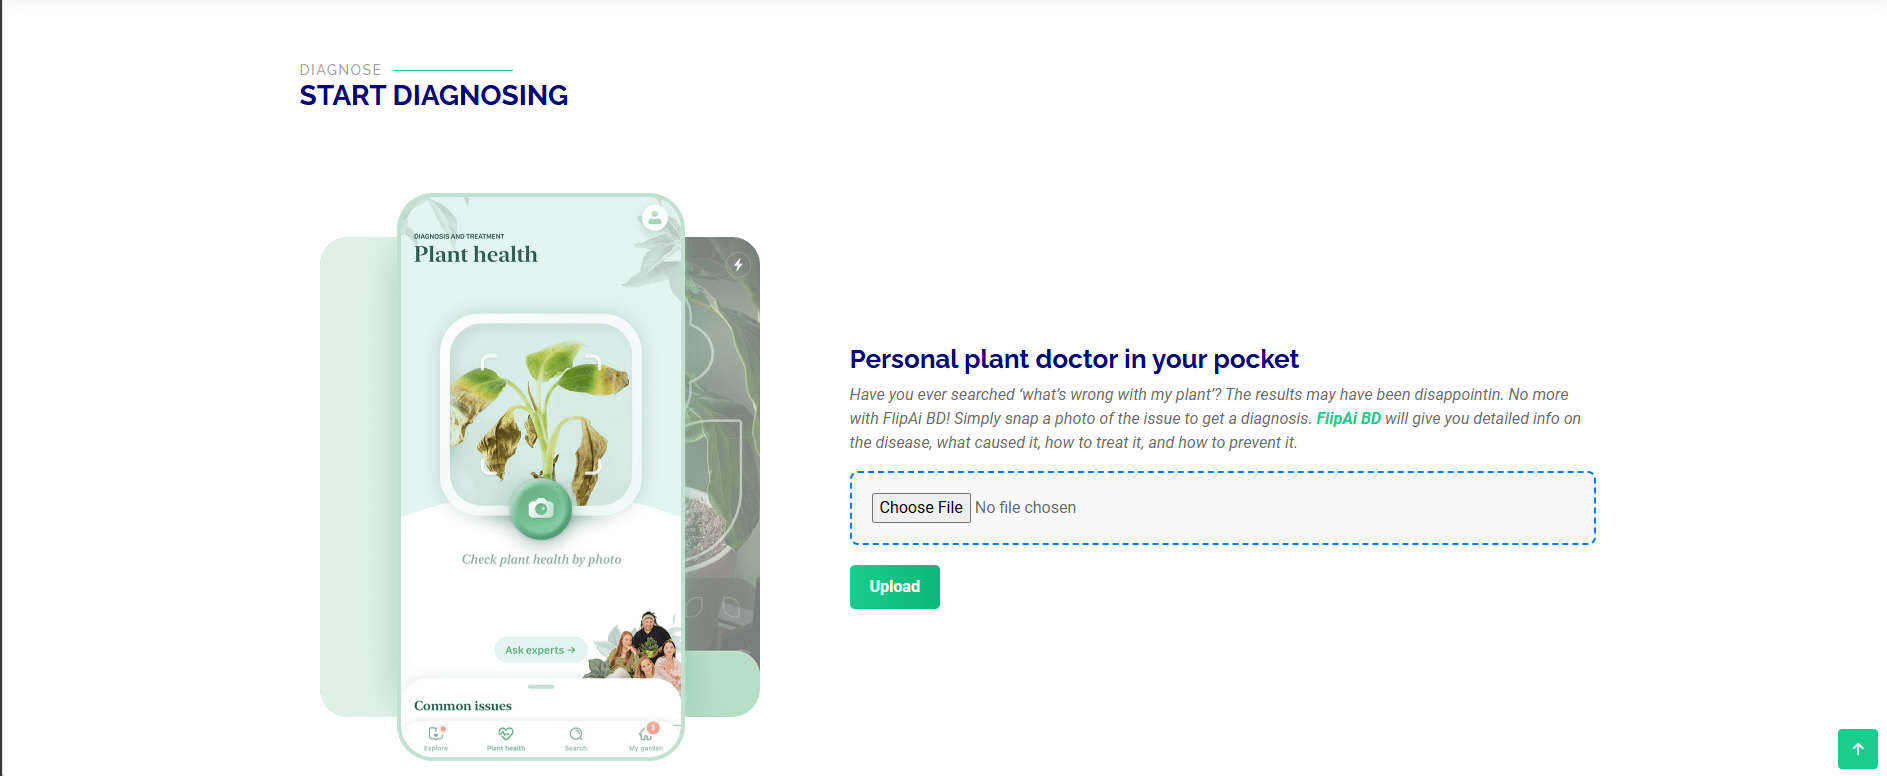 DIAGNOSE
START DIAGNOSING
DIAGNOSIS AND TREATMENT
Plant health
Check plant health by photo
Ask experts →
Common issues
Explore
Plant health
Search
3
My garden
Personal plant doctor in your pocket
Have you ever searched ‘what’s wrong with my plant’? The results may have been disappointin. No more
with FlipAi BD! Simply snap a photo of the issue to get a diagnosis. FlipAi BD will give you detailed info on
the disease, what caused it, how to treat it, and how to prevent it.
Choose File No file chosen
Upload